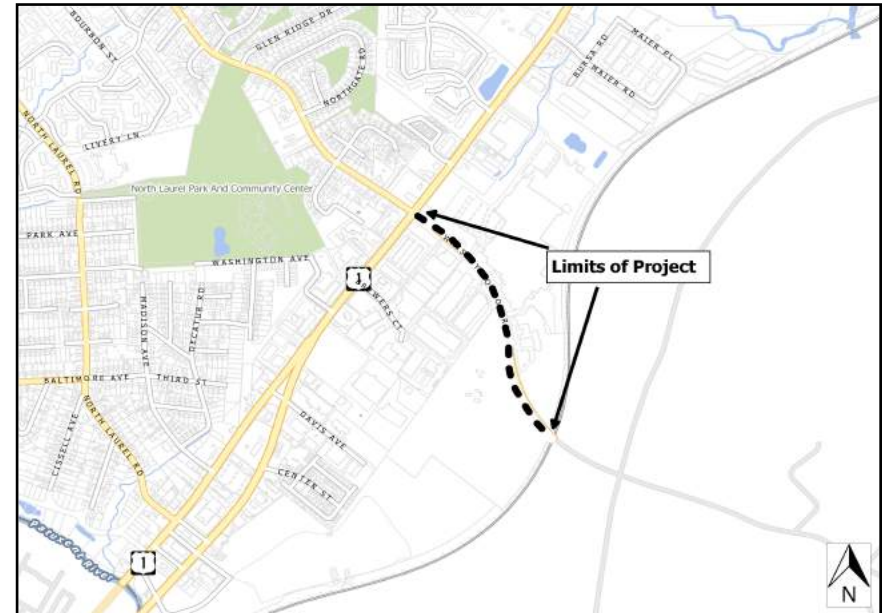 BOURBON ST
GLEN RIDGE DR
NORTHGATE RD
MAIER PL
BURSA RD
MAIER RD
NORTH LAUREL RD
LIVERY LN
North Laurel Park And Community Center
PARK AVE
WASHINGTON AVE
Limits of Project
1
MADISON AVE
DECATUR RD
BALTIMORE AVE
THIRD ST
CISSELL AVE
NORTH LAUREL RD
DAVIS AVE
CENTER ST
Patuxent River
1
N